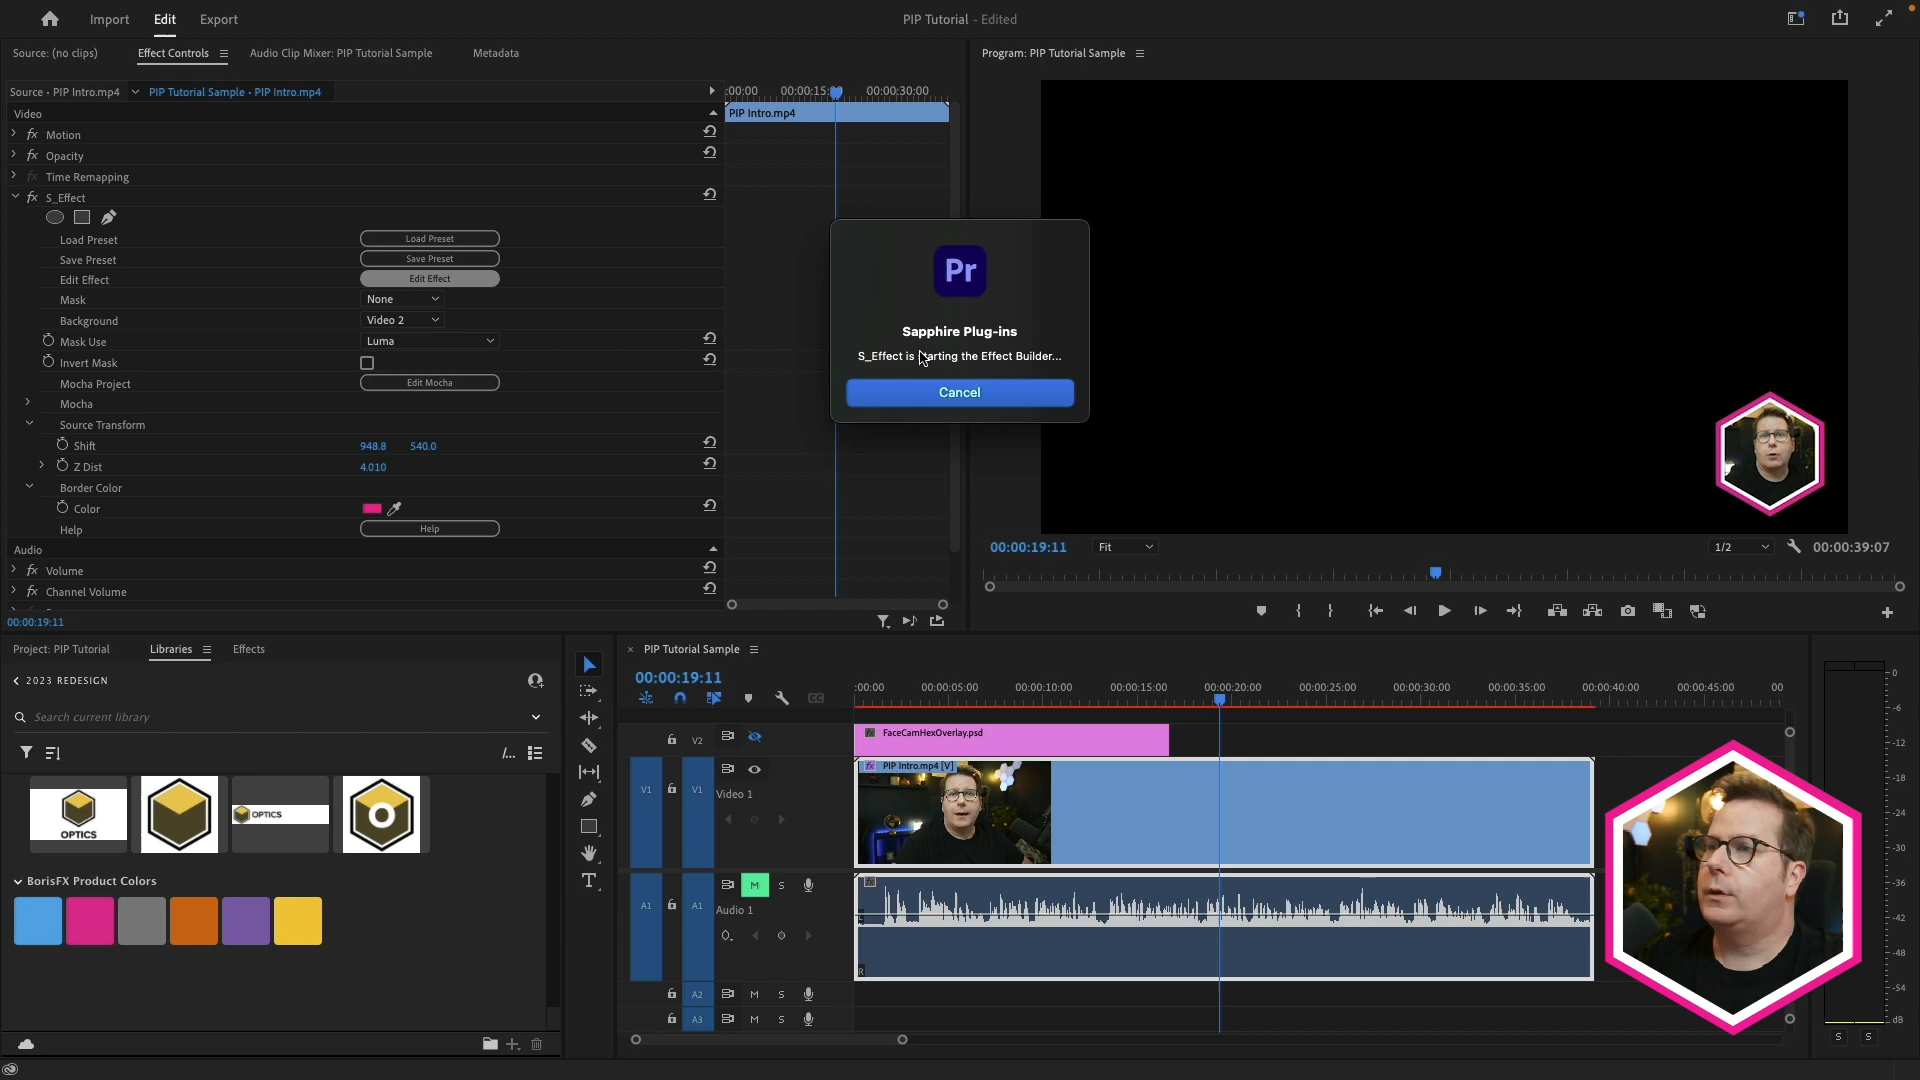 Import
Edit
Export
PIP Tutorial - Edited
Source: (no clips)
Effect Controls
Audio Clip Mixer: PIP Tutorial Sample
Metadata
Program: PIP Tutorial Sample
Source • PIP Intro.mp4
PIP Tutorial Sample • PIP Intro.mp4
:00:00
00:00:15
00:00:30:00
PIP Intro.mp4
Video
fx Motion
fx Opacity
fx Time Remapping
fx S_Effect
Load Preset
Load Preset
Save Preset
Save Preset
Edit Effect
Edit Effect
Mask
None
Background
Video 2
Mask Use
Luma
Invert Mask
Mocha Project
Edit Mocha
Mocha
Source Transform
Shift
948.8
540.0
Z Dist
4.010
Border Color
Color
Help
Help
Audio
fx Volume
fx Channel Volume
00:00:19:11
Pr
Sapphire Plug-ins
S_Effect is starting the Effect Builder...
Cancel
00:00:19:11
Fit
1/2
00:00:39:07
Project: PIP Tutorial
Libraries
Effects
2023 REDESIGN
Search current library
OPTICS
OPTICS
BorisFX Product Colors
PIP Tutorial Sample
00:00:19:11
:00:00
00:00:05:00
00:00:10:00
00:00:15:00
00:00:20:00
00:00:25:00
00:00:30:00
00:00:35:00
00:00:40:00
00:00:45:00
00
V2
FaceCamHexOverlay.psd
V1
V1
Video 1
fx PIP Intro.mp4 [V]
A1
A1
M
S
Audio 1
R
A2
M
S
A3
M
S
0
-6
-12
-18
-24
-30
-36
-42
-48
-54
dB
S
S